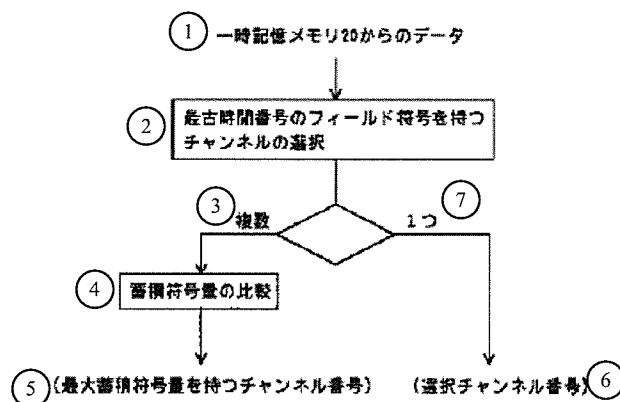 ① 一時記憶メモリ20からのデータ
② 最古時間番号のフィールド符号を持つ
チャンネルの選択
③ 複数
1つ ⑦
④ 蓄積符号量の比較
⑤ (最大蓄積符号量を持つチャンネル番号)
(選択チャンネル番号) ⑥